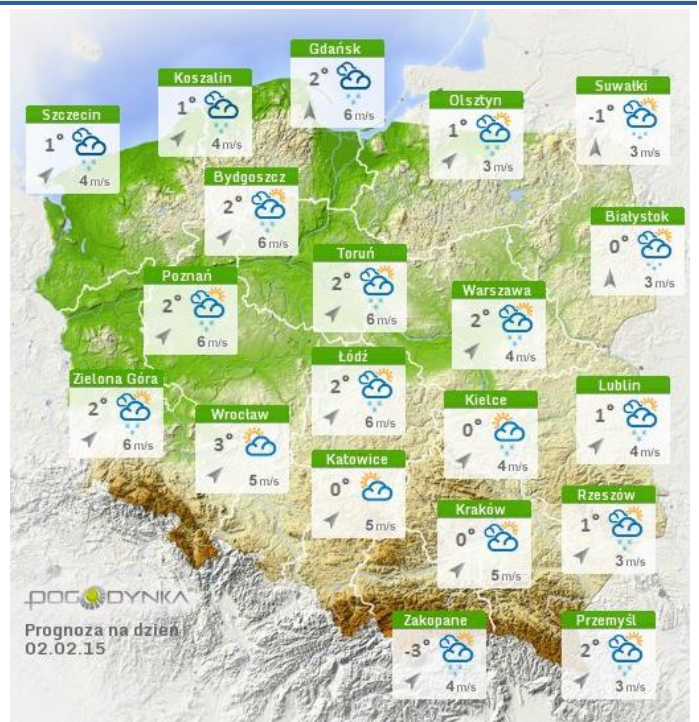 Gdańsk
2°
6 m/s
Koszalin
1°
4 m/s
Suwałki
-1°
3 m/s
Olsztyn
1°
3 m/s
Szczecin
1°
4 m/s
Bydgoszcz
2°
6 m/s
Białystok
0°
3 m/s
Toruń
2°
6 m/s
Poznań
2°
6 m/s
Warszawa
2°
4 m/s
Łódź
2°
6 m/s
Zielona Góra
2°
6 m/s
Lublin
1°
4 m/s
Kielce
0°
4 m/s
Wrocław
3°
5 m/s
Katowice
0°
5 m/s
Rzeszów
1°
3 m/s
Kraków
0°
5 m/s
POGODYNKA
Prognoza na dzień
02.02.15
Zakopane
-3°
4 m/s
Przemyśl
2°
3 m/s